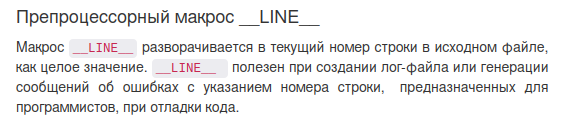 Препроцессорный макрос __LINE__
Макрос __LINE__ разворачивается в текущий номер строки в исходном файле,
как целое значение. __LINE__ полезен при создании лог-файла или генерации
сообщений об ошибках с указанием номера строки, предназначенных для
программистов, при отладки кода.